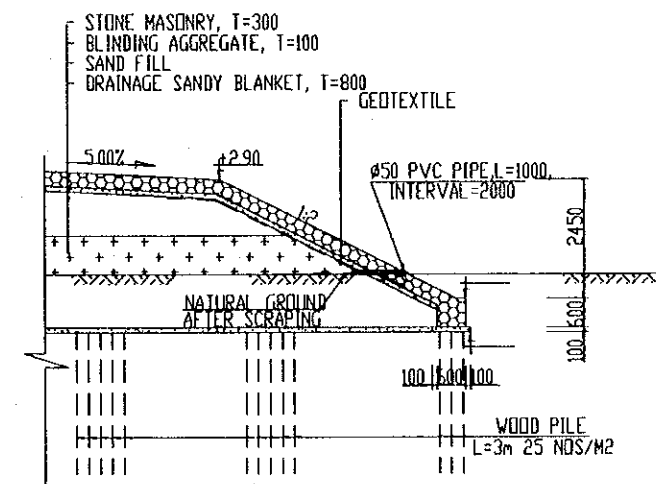 STONE MASONRY, T=300
BLINDING AGGREGATE, T=100
SAND FILL
DRAINAGE SANDY BLANKET, T=800
GEOTEXTILE
5.00%
+2.90
ø50 PVC PIPE,L=1000,
INTERVAL=2000
1:2
2450
NATURAL GROUND
AFTER SCRAPING
600
100
100 600 100
WOOD PILE
L=3m 25 NOS/M2